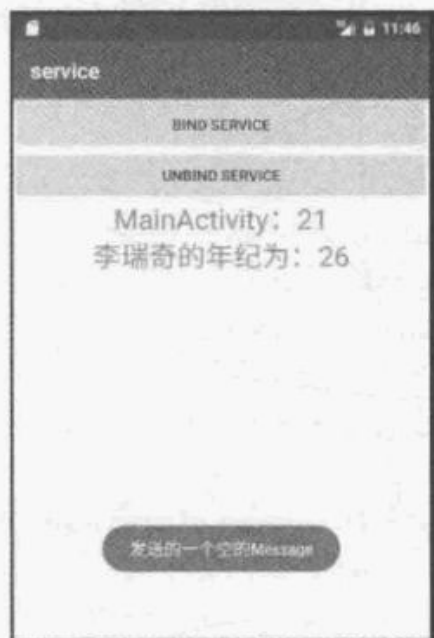 11:46
service
BIND SERVICE
UNBIND SERVICE
MainActivity：21
李瑞奇的年纪为：26
发送的一个空的Message